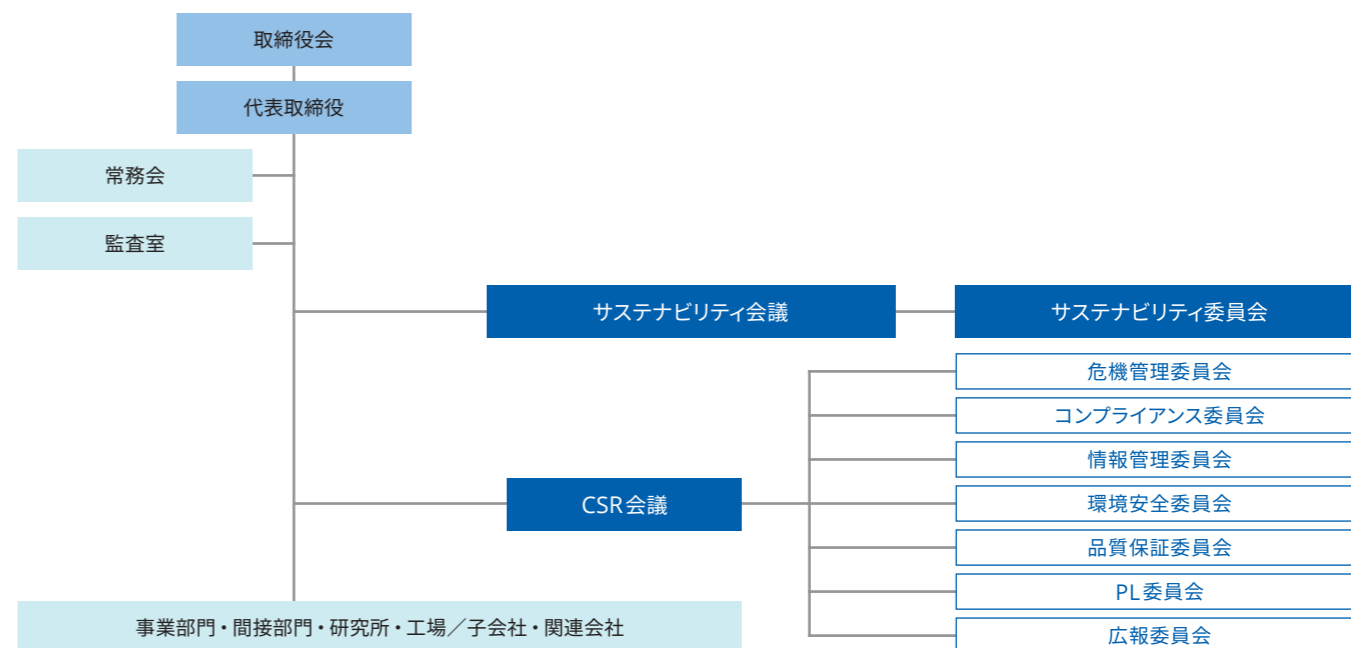 取締役会
代表取締役
常務会
監査室
サステナビリティ会議
サステナビリティ委員会
危機管理委員会
コンプライアンス委員会
情報管理委員会
CSR会議
環境安全委員会
品質保証委員会
PL委員会
事業部門・間接部門・研究所・工場／子会社・関連会社
広報委員会